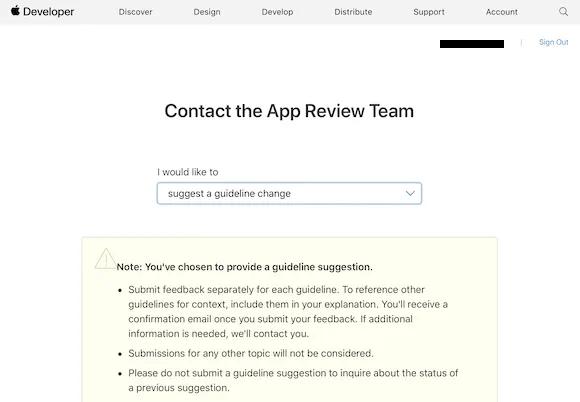 Developer Discover Design Develop Distribute Support Account
Sign Out
Contact the App Review Team
I would like to
suggest a guideline change
Note: You've chosen to provide a guideline suggestion.
• Submit feedback separately for each guideline. To reference other
guidelines for context, include them in your explanation. You'll receive a
confirmation email once you submit your feedback. If additional
information is needed, we'll contact you.
• Submissions for any other topic will not be considered.
• Please do not submit a guideline suggestion to inquire about the status of
a previous suggestion.